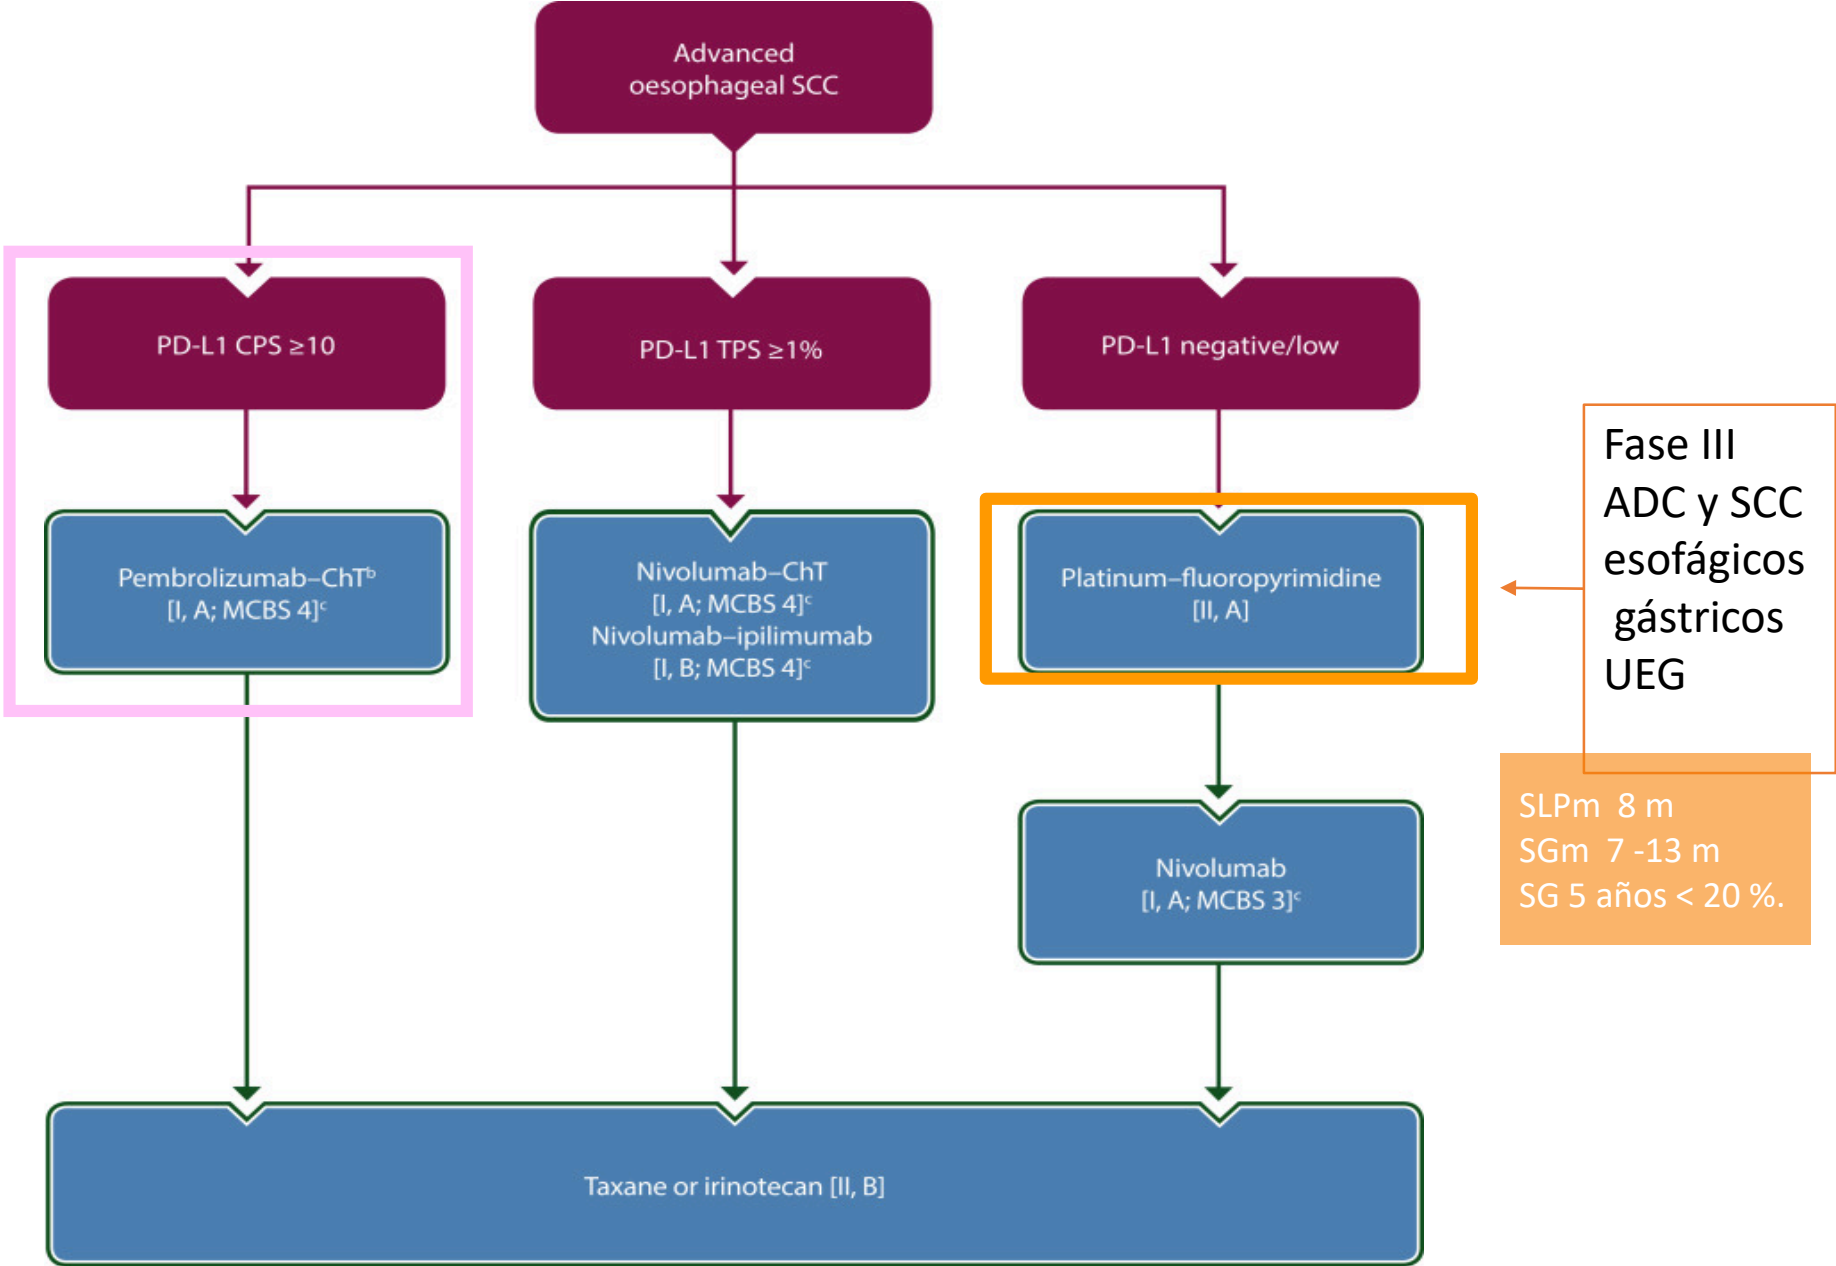 Advanced
oesophageal SCC
PD-L1 CPS ≥10
PD-L1 TPS ≥1%
PD-L1 negative/low
Pembrolizumab–ChTᵇ
[I, A; MCBS 4]ᶜ
Nivolumab–ChT
[I, A; MCBS 4]ᶜ
Nivolumab–ipilimumab
[I, B; MCBS 4]ᶜ
Platinum–fluoropyrimidine
[II, A]
Fase III
ADC y SCC
esofágicos
gástricos
UEG
SLPm 8 m
SGm 7 -13 m
SG 5 años < 20 %.
Nivolumab
[I, A; MCBS 3]ᶜ
Taxane or irinotecan [II, B]